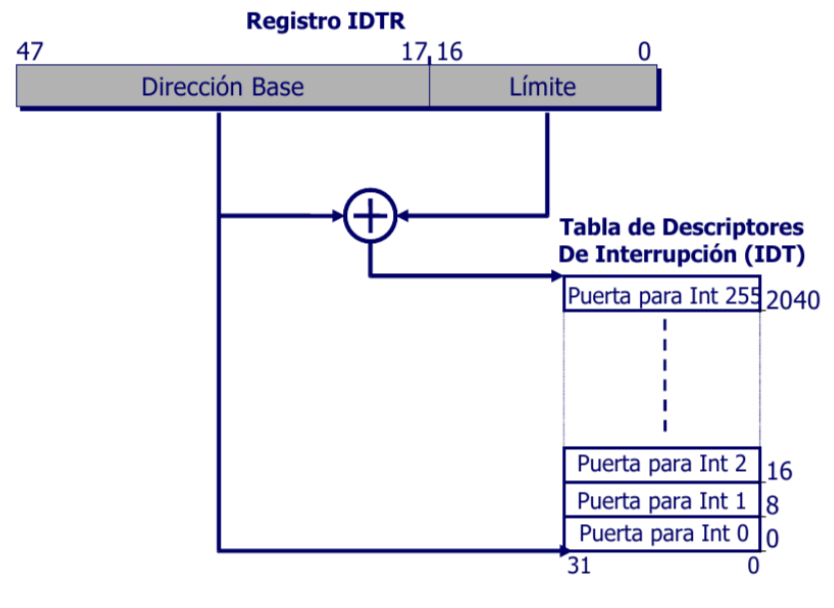 Registro IDTR
47 17 16 0
Dirección Base Límite
Tabla de Descriptores
De Interrupción (IDT)
Puerta para Int 255 2040
Puerta para Int 2 16
Puerta para Int 1 8
Puerta para Int 0 0
31 0